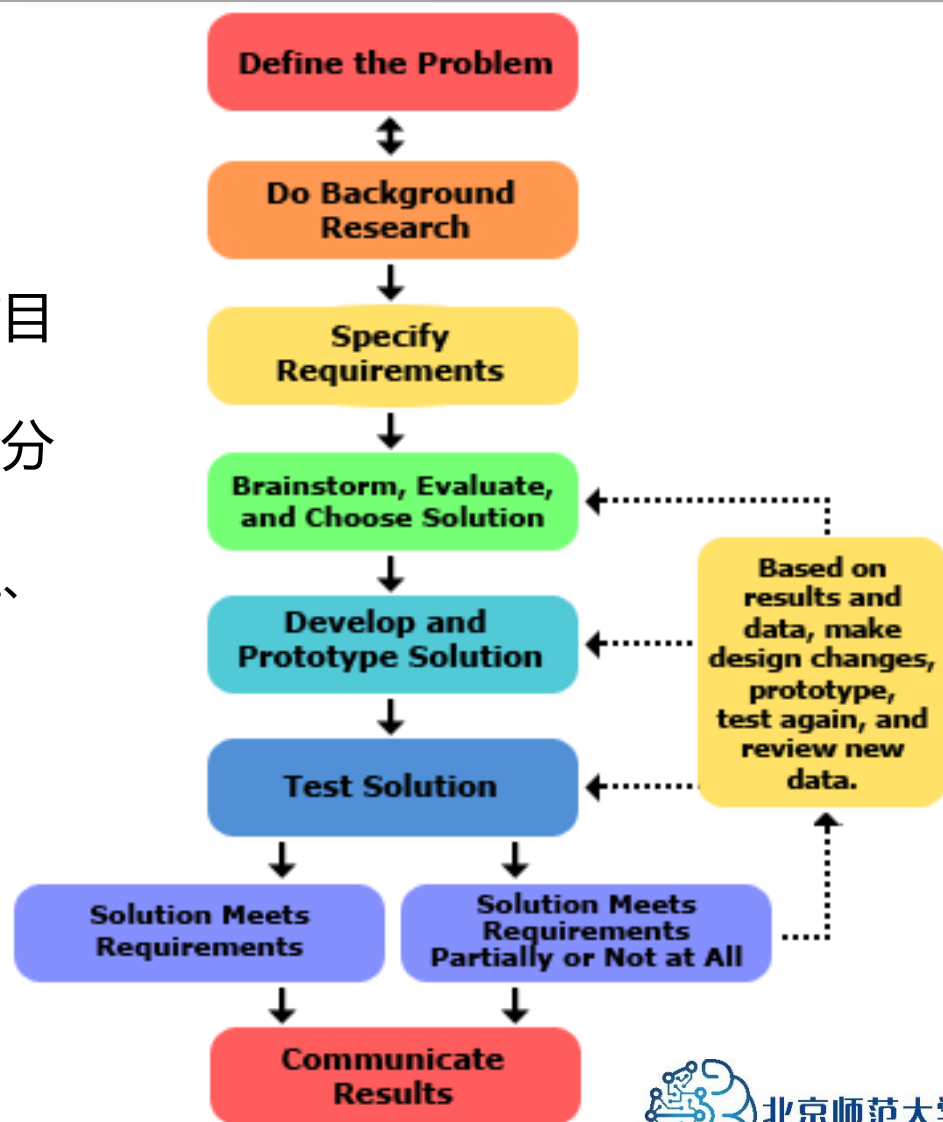 Define the Problem
Do Background
Research
目
Specify
Requirements
分
Brainstorm, Evaluate,
and Choose Solution
Based on
results and
data, make
design changes,
prototype,
test again, and
review new
data.
、
Develop and
Prototype Solution
Test Solution
Solution Meets
Requirements
Solution Meets
Requirements
Partially or Not at All
Communicate
Results
北京师范大学